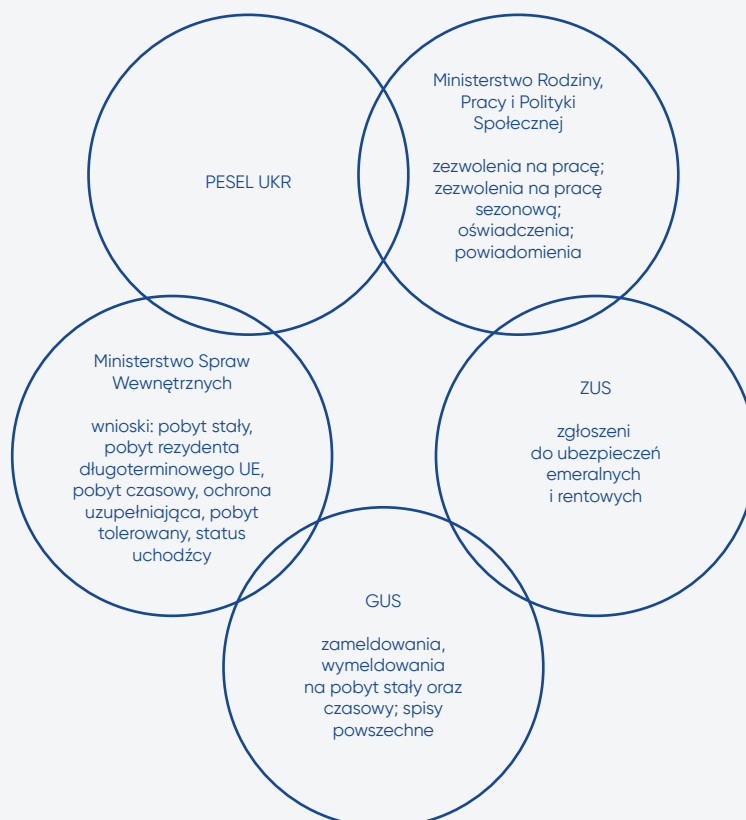 PESEL UKR
Ministerstwo Rodziny,
Pracy i Polityki
Społecznej
zezwolenia na pracę;
zezwolenia na pracę
sezonową;
oświadczenia;
powiadomienia
Ministerstwo Spraw
Wewnętrznych
wnioski: pobyt stały,
pobyt rezydenta
długoterminowego UE,
pobyt czasowy, ochrona
uzupełniająca, pobyt
tolerowany, status
uchodźcy
ZUS
zgłoszeni
do ubezpieczeń
emeralnych
i rentowych
GUS
zameldowania,
wymeldowania
na pobyt stały oraz
czasowy; spisy
powszechne